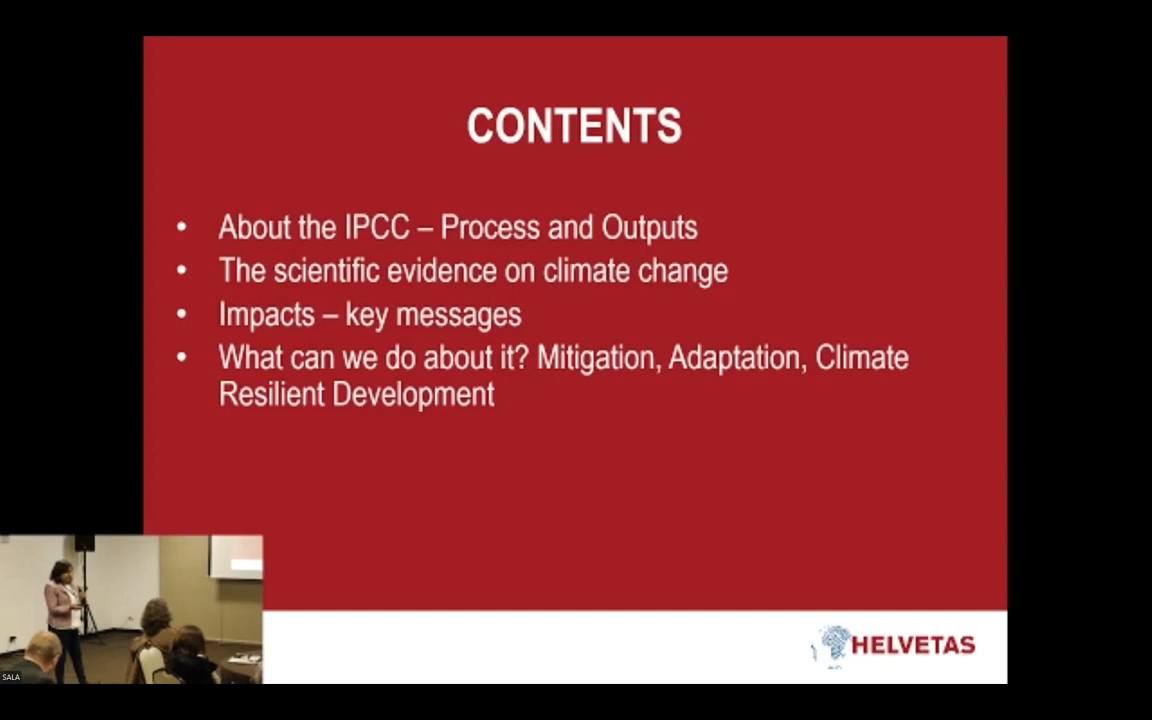 CONTENTS
• About the IPCC – Process and Outputs
• The scientific evidence on climate change
• Impacts – key messages
• What can we do about it? Mitigation, Adaptation, Climate
Resilient Development
HELVETAS
SALA